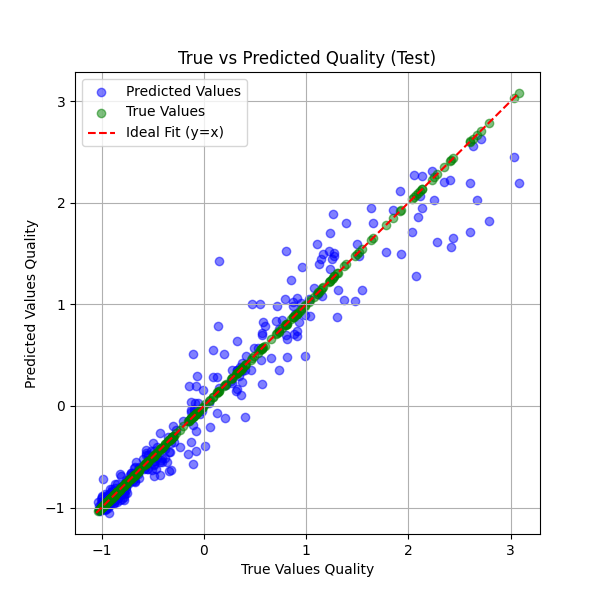 True vs Predicted Quality (Test)
Predicted Values
True Values
Ideal Fit (y=x)
Predicted Values Quality
3
2
1
0
−1
−1
0
1
2
3
True Values Quality